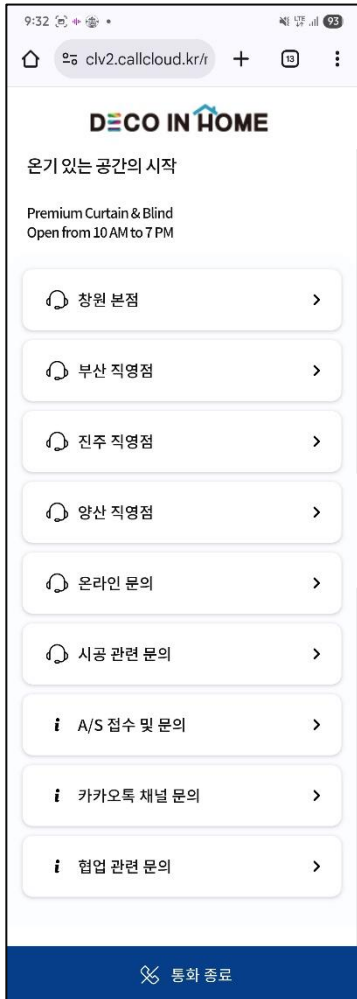 9:32
LTE
93
clv2.callcloud.kr/r
13
DECO IN HOME
온기 있는 공간의 시작
Premium Curtain & Blind
Open from 10 AM to 7 PM
창원 본점
부산 직영점
진주 직영점
양산 직영점
온라인 문의
시공 관련 문의
A/S 접수 및 문의
카카오톡 채널 문의
협업 관련 문의
통화 종료